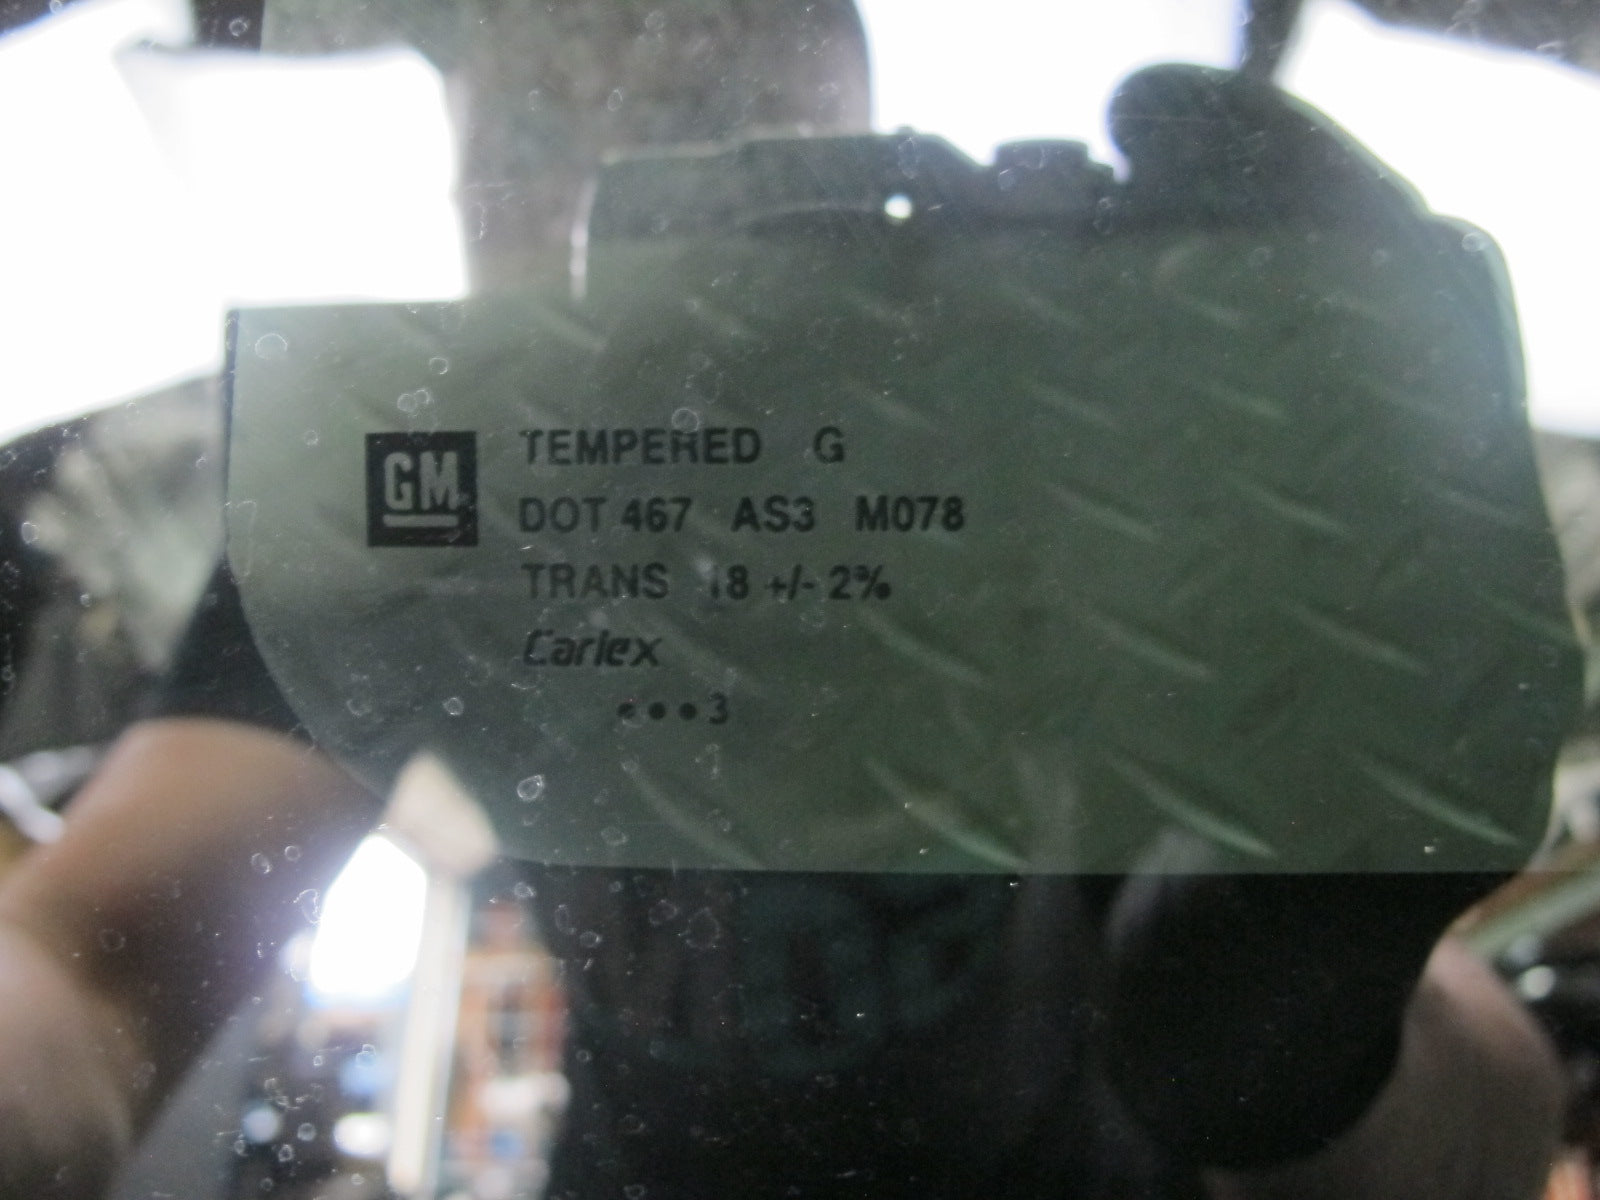 GM
TEMPERED G
DOT 467 AS3 M078
TRANS 18 +/- 2%
Carlex
•••3